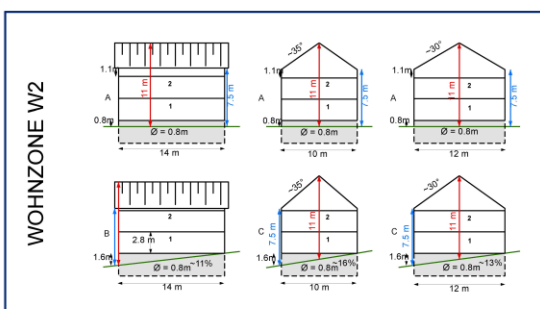 WOHNZONE W2
1.1m
A
0.8m
11 m
2
1
7.5 m
Ø = 0.8m
14 m
~35°
1.1m
A
0.8m
11 m
2
1
7.5 m
Ø = 0.8m
10 m
~30°
1.1m
A
0.8m
11 m
2
1
7.5 m
Ø = 0.8m
12 m
B
7.5 m
11 m
1.6m
2
1
2.8 m
Ø = 0.8m
~11%
14 m
~35°
C
7.5 m
11 m
1.6m
2
1
Ø = 0.8m
~16%
10 m
~30°
C
7.5 m
11 m
1.6m
2
1
Ø = 0.8m
~13%
12 m